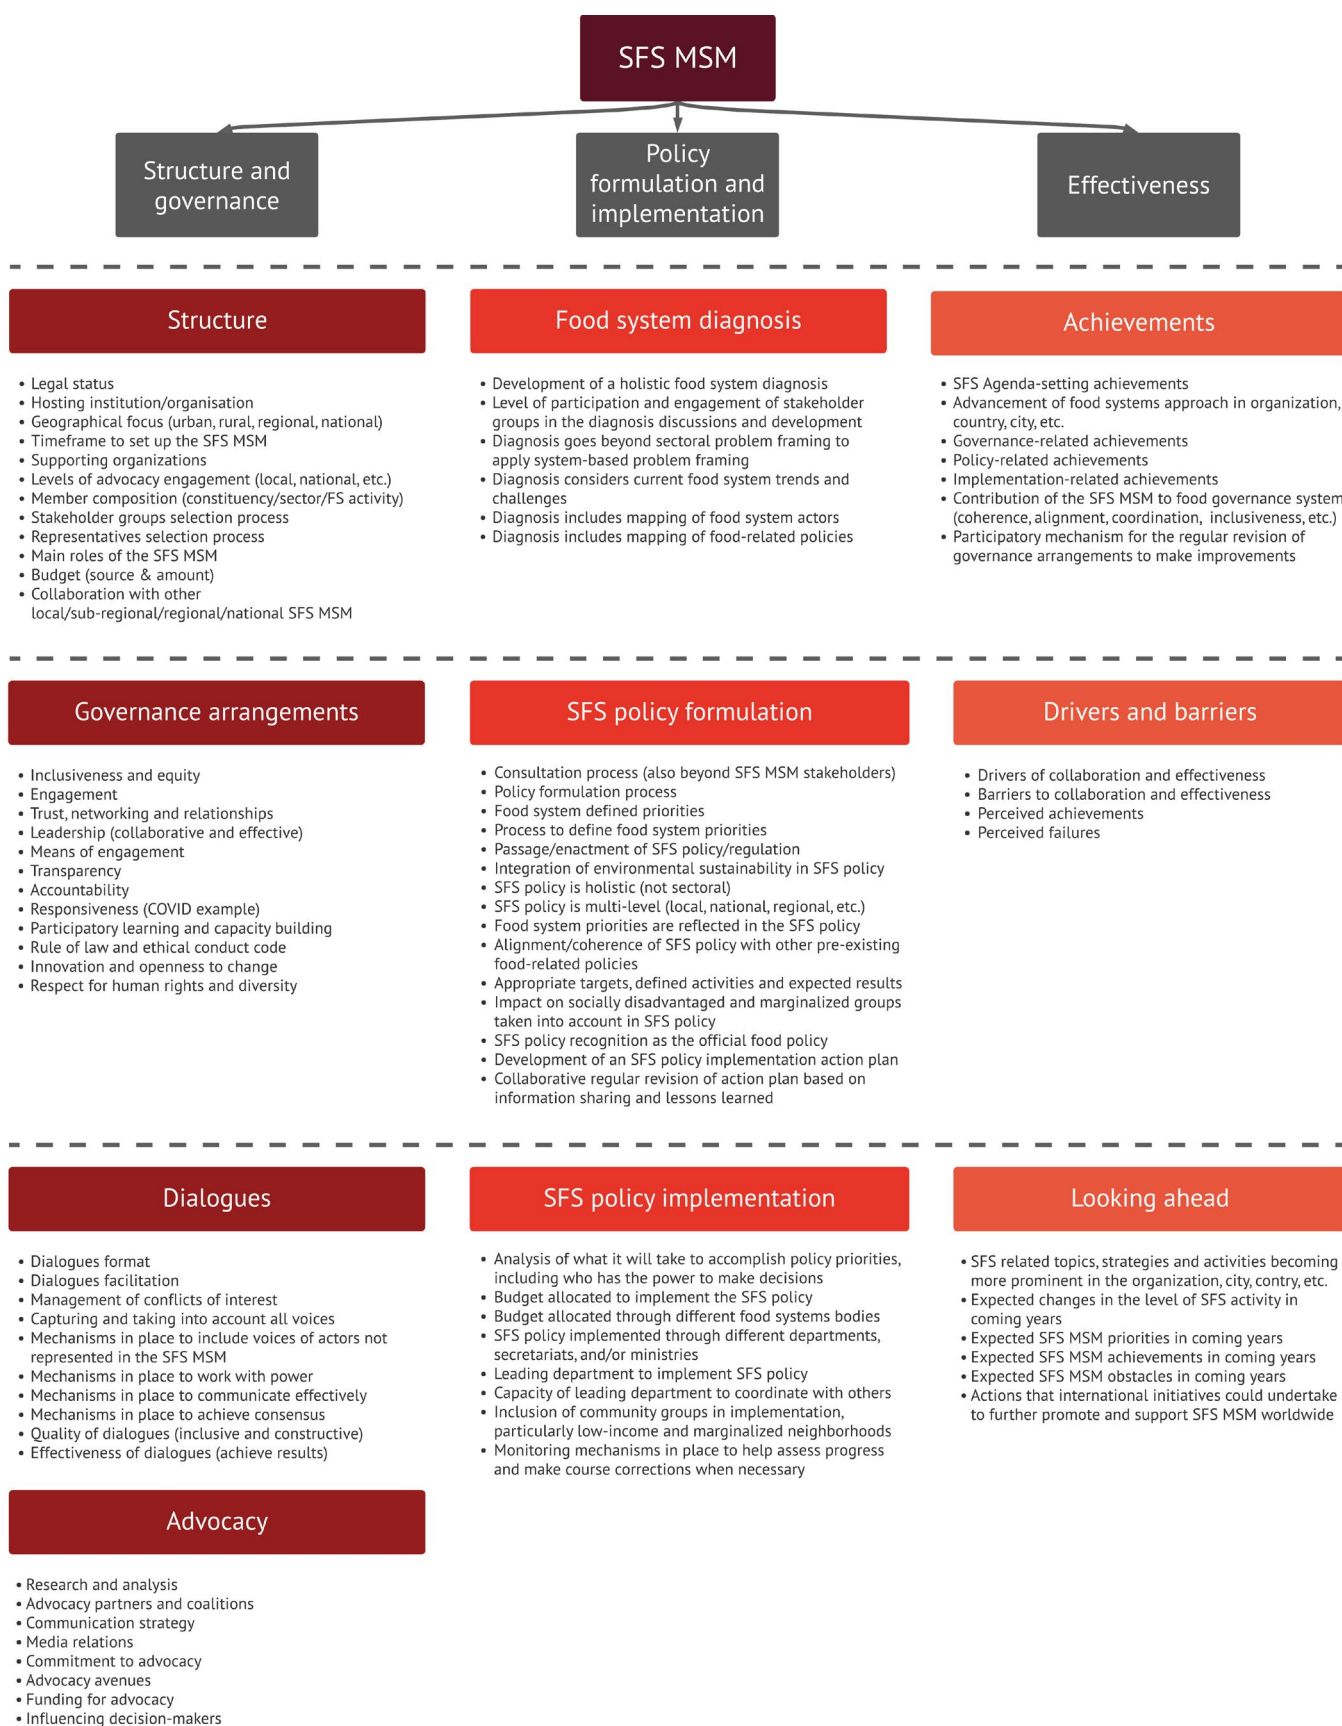 SFS MSM
Structure and
governance
Policy
formulation and
implementation
Effectiveness
Structure
• Legal status
• Hosting institution/organisation
• Geographical focus (urban, rural, regional, national)
• Timeframe to set up the SFS MSM
• Supporting organizations
• Levels of advocacy engagement (local, national, etc.)
• Member composition (constituency/sector/FS activity)
• Stakeholder groups selection process
• Representatives selection process
• Main roles of the SFS MSM
• Budget (source & amount)
• Collaboration with other
local/sub-regional/regional/national SFS MSM
Food system diagnosis
• Development of a holistic food system diagnosis
• Level of participation and engagement of stakeholder
groups in the diagnosis discussions and development
• Diagnosis goes beyond sectoral problem framing to
apply system-based problem framing
• Diagnosis considers current food system trends and
challenges
• Diagnosis includes mapping of food system actors
• Diagnosis includes mapping of food-related policies
Achievements
• SFS Agenda-setting achievements
• Advancement of food systems approach in organization,
country, city, etc.
• Governance-related achievements
• Policy-related achievements
• Implementation-related achievements
• Contribution of the SFS MSM to food governance system
(coherence, alignment, coordination, inclusiveness, etc.)
• Participatory mechanism for the regular revision of
governance arrangements to make improvements
Governance arrangements
• Inclusiveness and equity
• Engagement
• Trust, networking and relationships
• Leadership (collaborative and effective)
• Means of engagement
• Transparency
• Accountability
• Responsiveness (COVID example)
• Participatory learning and capacity building
• Rule of law and ethical conduct code
• Innovation and openness to change
• Respect for human rights and diversity
SFS policy formulation
• Consultation process (also beyond SFS MSM stakeholders)
• Policy formulation process
• Food system defined priorities
• Process to define food system priorities
• Passage/enactment of SFS policy/regulation
• Integration of environmental sustainability in SFS policy
• SFS policy is holistic (not sectoral)
• SFS policy is multi-level (local, national, regional, etc.)
• Food system priorities are reflected in the SFS policy
• Alignment/coherence of SFS policy with other pre-existing
food-related policies
• Appropriate targets, defined activities and expected results
• Impact on socially disadvantaged and marginalized groups
taken into account in SFS policy
• SFS policy recognition as the official food policy
• Development of an SFS policy implementation action plan
• Collaborative regular revision of action plan based on
information sharing and lessons learned
Drivers and barriers
• Drivers of collaboration and effectiveness
• Barriers to collaboration and effectiveness
• Perceived achievements
• Perceived failures
Dialogues
• Dialogues format
• Dialogues facilitation
• Management of conflicts of interest
• Capturing and taking into account all voices
• Mechanisms in place to include voices of actors not
represented in the SFS MSM
• Mechanisms in place to work with power
• Mechanisms in place to communicate effectively
• Mechanisms in place to achieve consensus
• Quality of dialogues (inclusive and constructive)
• Effectiveness of dialogues (achieve results)
SFS policy implementation
• Analysis of what it will take to accomplish policy priorities,
including who has the power to make decisions
• Budget allocated to implement the SFS policy
• Budget allocated through different food systems bodies
• SFS policy implemented through different departments,
secretariats, and/or ministries
• Leading department to implement SFS policy
• Capacity of leading department to coordinate with others
• Inclusion of community groups in implementation,
particularly low-income and marginalized neighborhoods
• Monitoring mechanisms in place to help assess progress
and make course corrections when necessary
Looking ahead
• SFS related topics, strategies and activities becoming
more prominent in the organization, city, contry, etc.
• Expected changes in the level of SFS activity in
coming years
• Expected SFS MSM priorities in coming years
• Expected SFS MSM achievements in coming years
• Expected SFS MSM obstacles in coming years
• Actions that international initiatives could undertake
to further promote and support SFS MSM worldwide
Advocacy
• Research and analysis
• Advocacy partners and coalitions
• Communication strategy
• Media relations
• Commitment to advocacy
• Advocacy avenues
• Funding for advocacy
• Influencing decision-makers